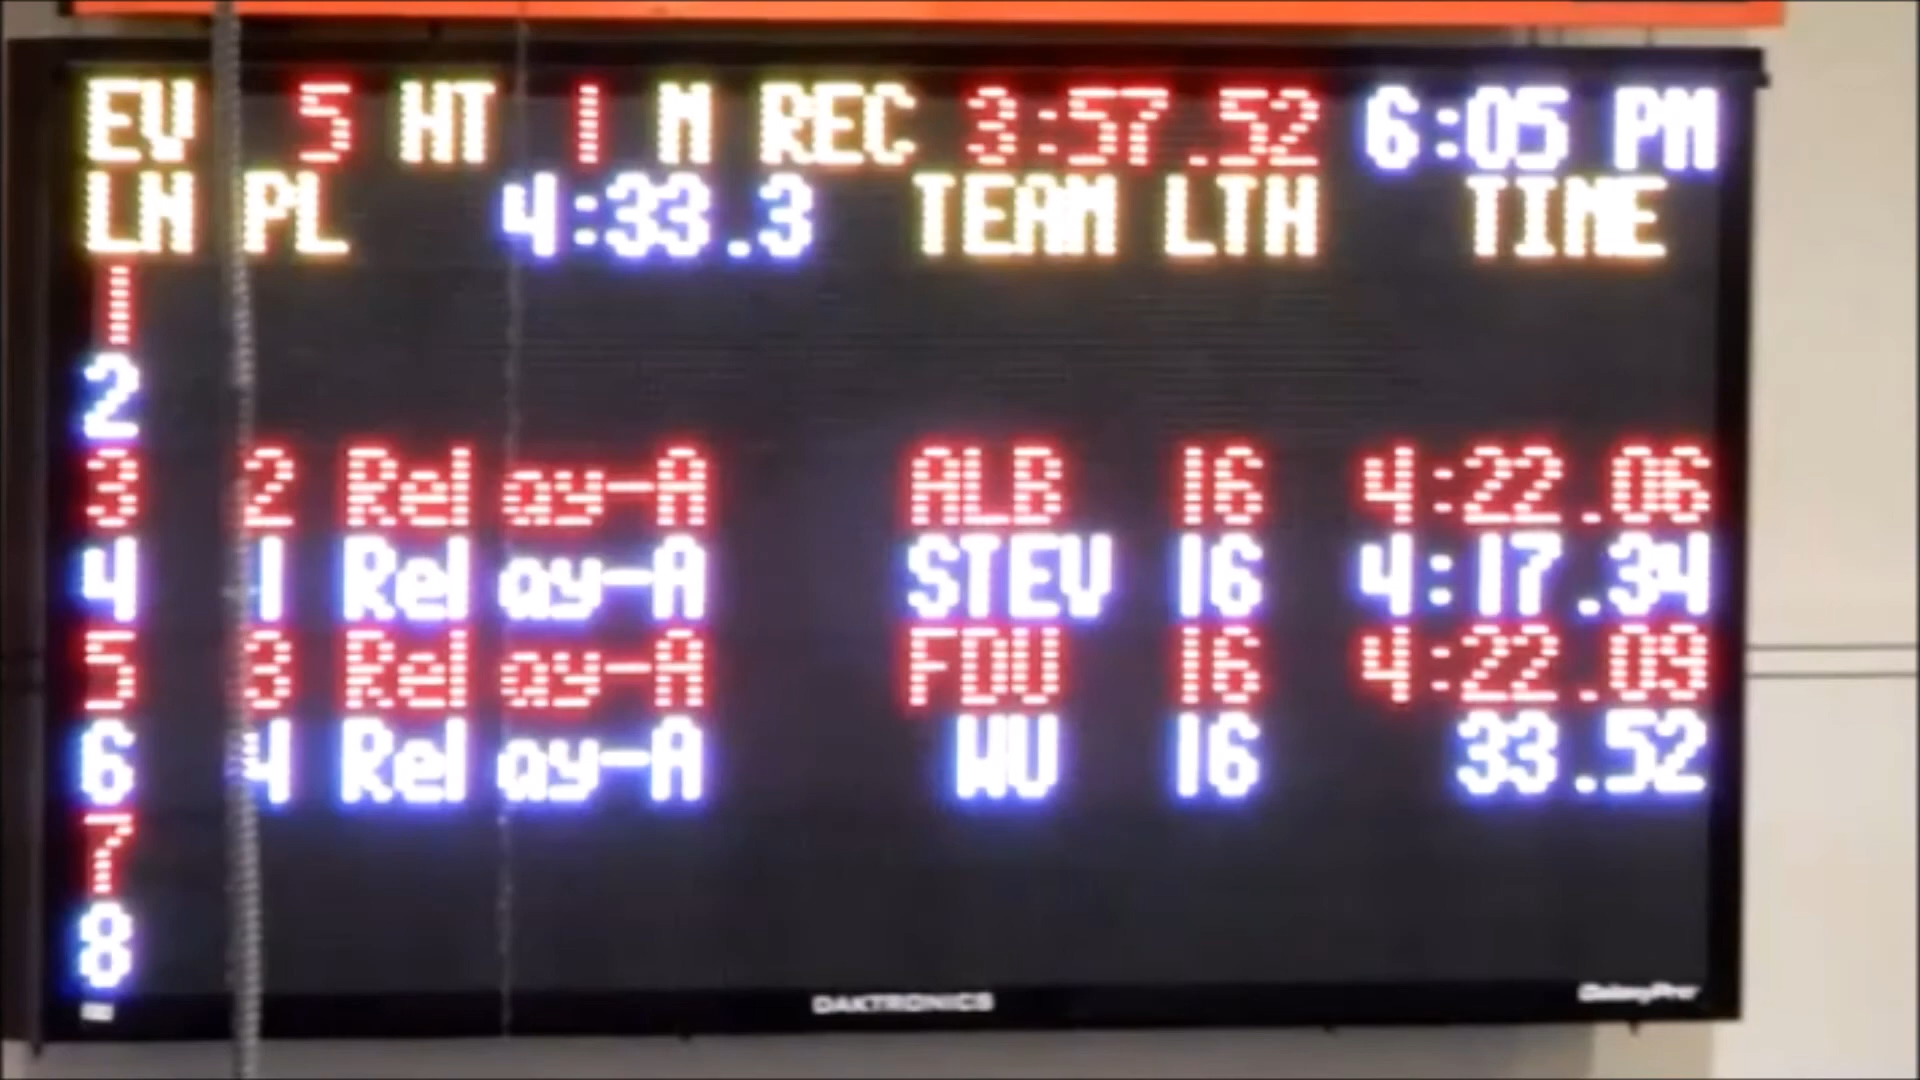 EV 5 HT 1 M REC 3:57.52 6:05 PM
LN PL 4:33.3 TEAM LTH TIME
1
2
3 2 Relay-A ALB 16 4:22.06
4 1 Relay-A STEV 16 4:17.34
5 3 Relay-A FDU 16 4:22.09
6 4 Relay-A WU 16 33.52
7
8
DAKTRONICS GalaxyPro